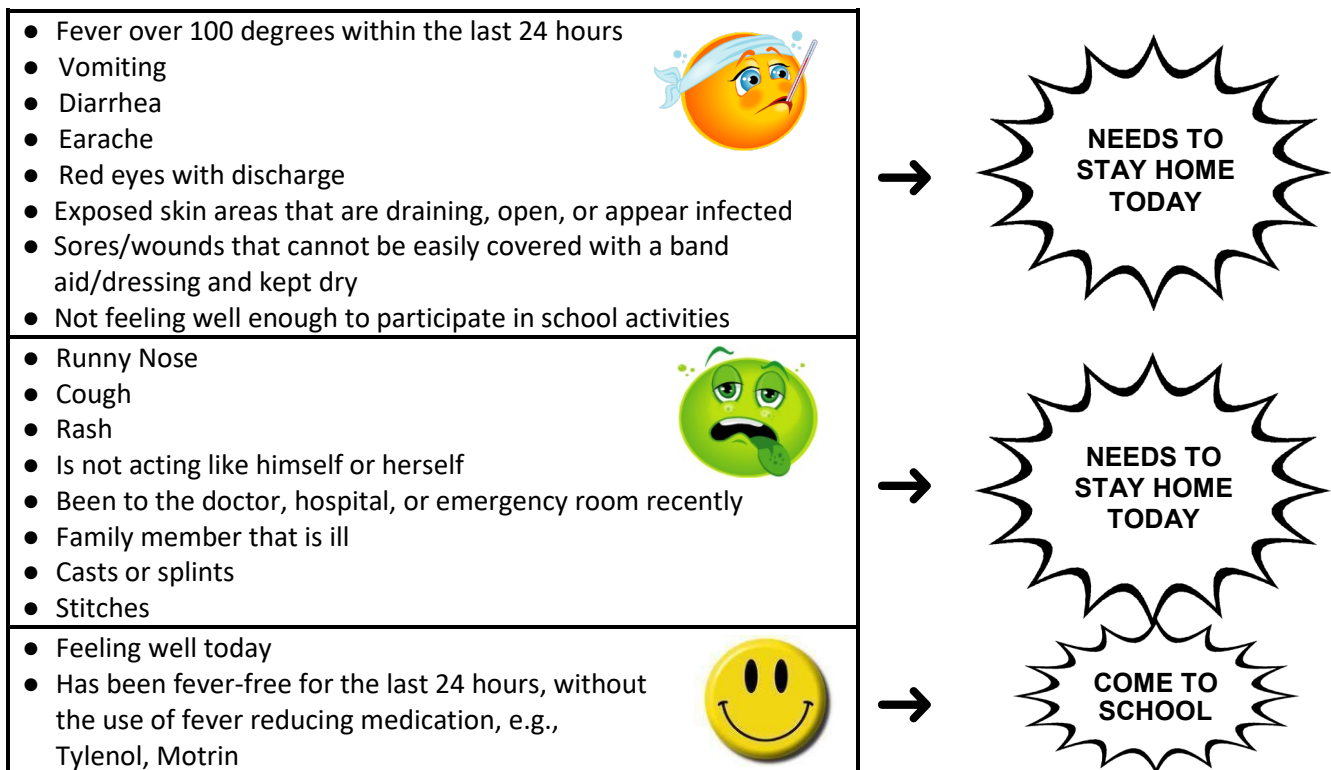 ● Fever over 100 degrees within the last 24 hours
● Vomiting
● Diarrhea
● Earache
● Red eyes with discharge
● Exposed skin areas that are draining, open, or appear infected
● Sores/wounds that cannot be easily covered with a band
aid/dressing and kept dry
● Not feeling well enough to participate in school activities
NEEDS TO
STAY HOME
TODAY
● Runny Nose
● Cough
● Rash
● Is not acting like himself or herself
● Been to the doctor, hospital, or emergency room recently
● Family member that is ill
● Casts or splints
● Stitches
NEEDS TO
STAY HOME
TODAY
● Feeling well today
● Has been fever-free for the last 24 hours, without
the use of fever reducing medication, e.g.,
Tylenol, Motrin
COME TO
SCHOOL